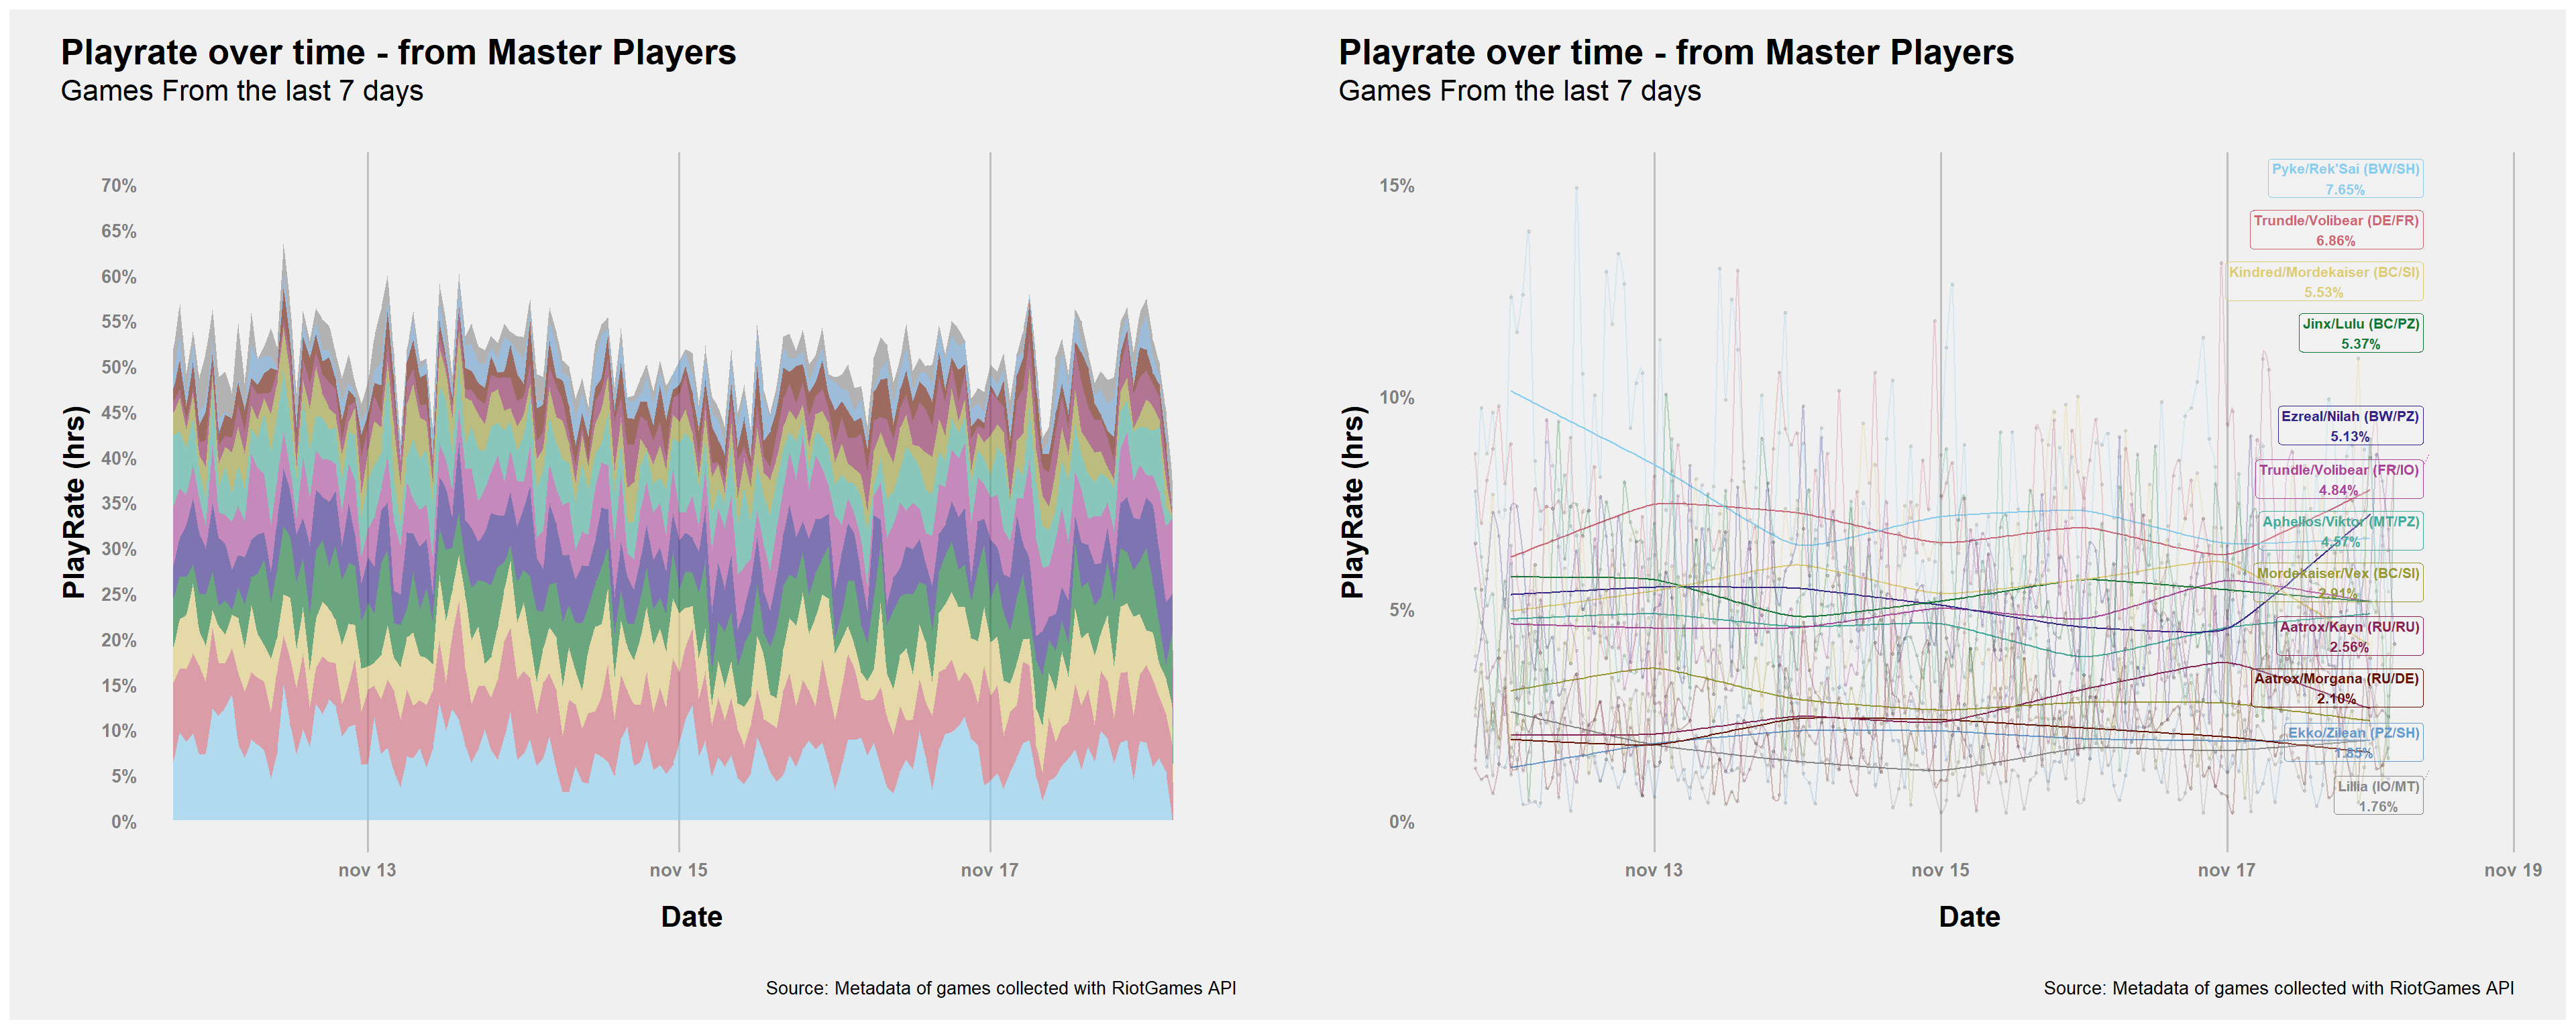 Playrate over time - from Master Players
Games From the last 7 days
70%
65%
60%
55%
50%
45%
40%
35%
30%
25%
20%
15%
10%
5%
0%
PlayRate (hrs)
nov 13
nov 15
nov 17
Date
Source: Metadata of games collected with RiotGames API
Playrate over time - from Master Players
Games From the last 7 days
15%
10%
5%
0%
PlayRate (hrs)
Pyke/Rek'Sai (BW/SH)
7.65%
Trundle/Volibear (DE/FR)
6.86%
Kindred/Mordekaiser (BC/SI)
5.53%
Jinx/Lulu (BC/PZ)
5.37%
Ezreal/Nilah (BW/PZ)
5.13%
Trundle/Volibear (FR/IO)
4.84%
Aphelios/Viktor (MT/PZ)
4.57%
Mordekaiser/Vex (BC/SI)
2.91%
Aatrox/Kayn (RU/RU)
2.56%
Aatrox/Morgana (RU/DE)
2.10%
Ekko/Zilean (PZ/SH)
1.85%
Lillia (IO/MT)
1.76%
nov 13
nov 15
nov 17
nov 19
Date
Source: Metadata of games collected with RiotGames API